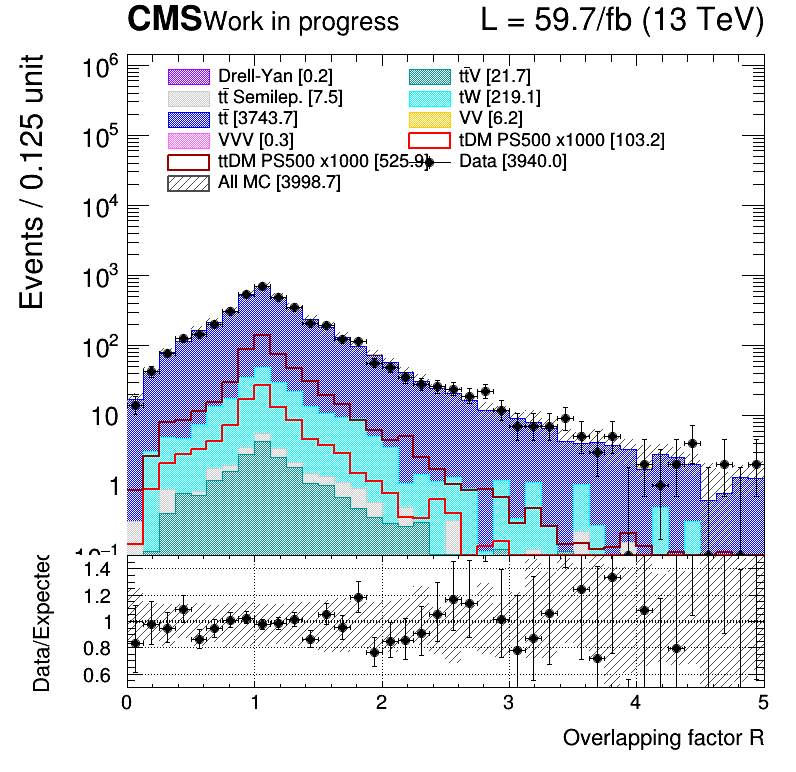 CMS Work in progress L = 59.7/fb (13 TeV)
Events / 0.125 unit
10⁶
10⁵
10⁴
10³
10²
10
1
10⁻¹
Drell-Yan [0.2]
tt̄ Semilep. [7.5]
tt̄ [3743.7]
VVV [0.3]
ttDM PS500 x1000 [525.9]
All MC [3998.7]
tt̄V [21.7]
tW [219.1]
VV [6.2]
tDM PS500 x1000 [103.2]
Data [3940.0]
Data/Expected
1.4
1.2
1
0.8
0.6
0 1 2 3 4 5
Overlapping factor R